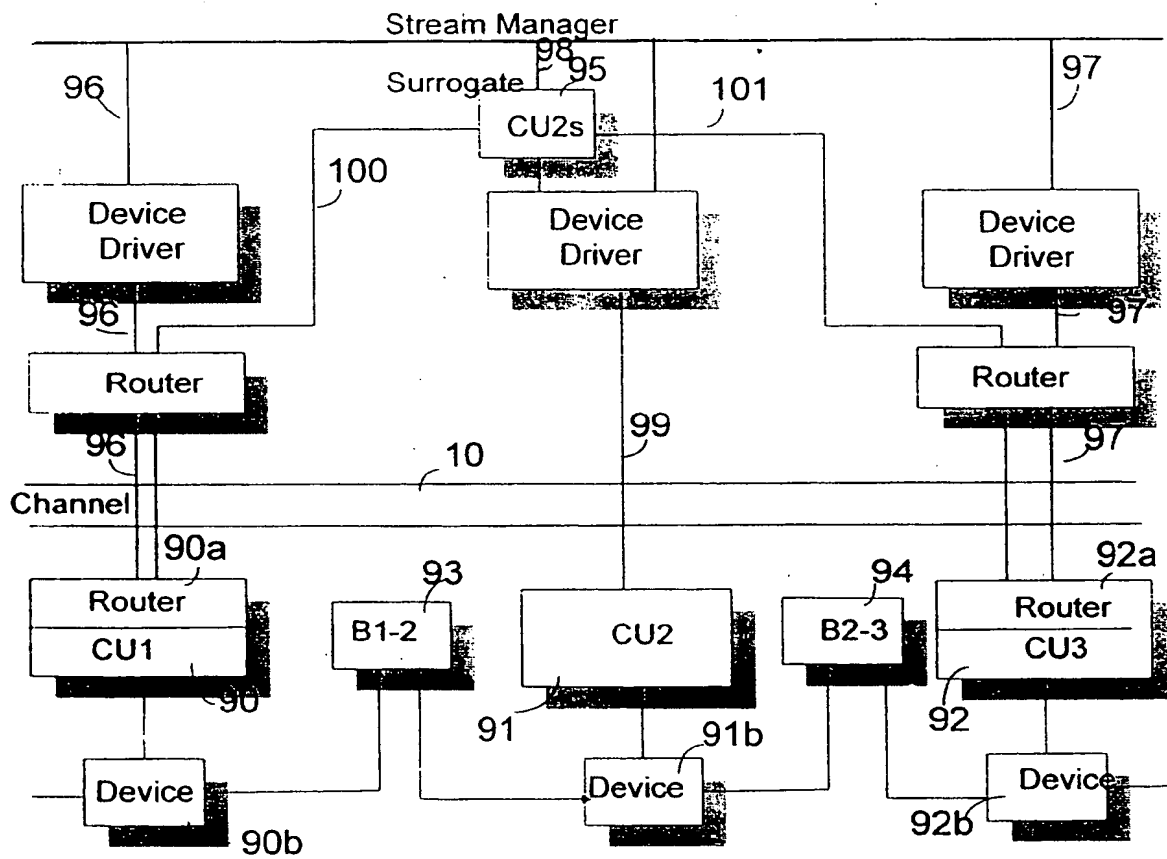 Stream Manager
96
98
95
97
Surrogate
101
CU2s
100
Device
Driver
Device
Driver
Device
Driver
96
97
Router
Router
96
99
97
10
Channel
90a
92a
93
94
Router
CU1
B1-2
CU2
B2-3
Router
CU3
90
91
92
91b
Device
Device
Device
90b
92b